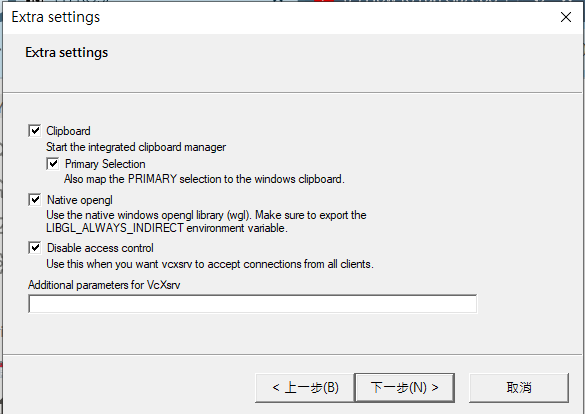 Extra settings
Extra settings
Clipboard
Start the integrated clipboard manager
Primary Selection
Also map the PRIMARY selection to the windows clipboard.
Native opengl
Use the native windows opengl library (wgl). Make sure to export the
LIBGL_ALWAYS_INDIRECT environment variable.
Disable access control
Use this when you want vcxsrv to accept connections from all clients.
Additional parameters for VcXsrv
< 上一步(B) 下一步(N) > 取消